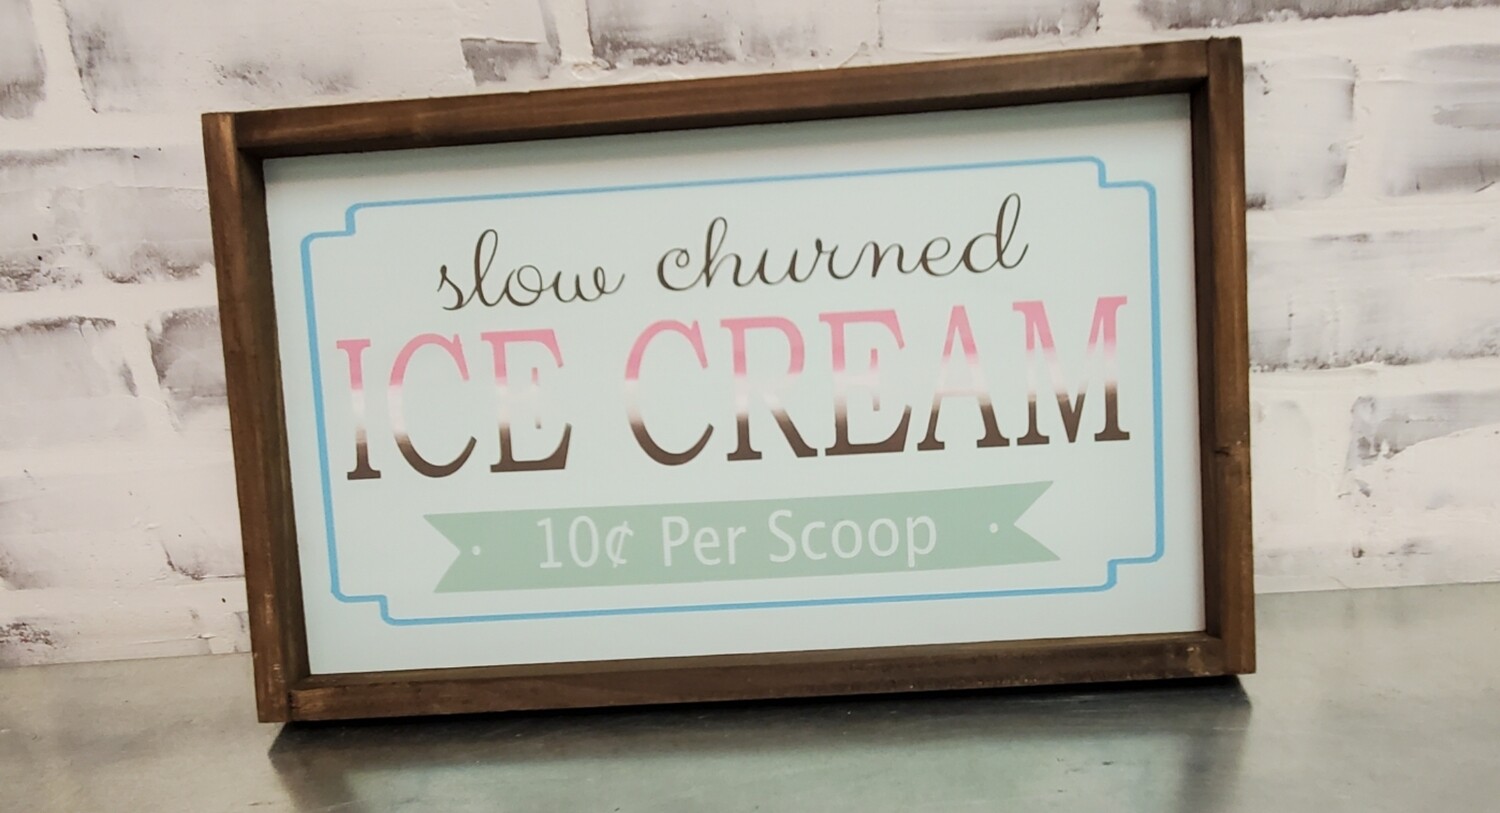 slow churned
ICE CREAM
· 10¢ Per Scoop ·